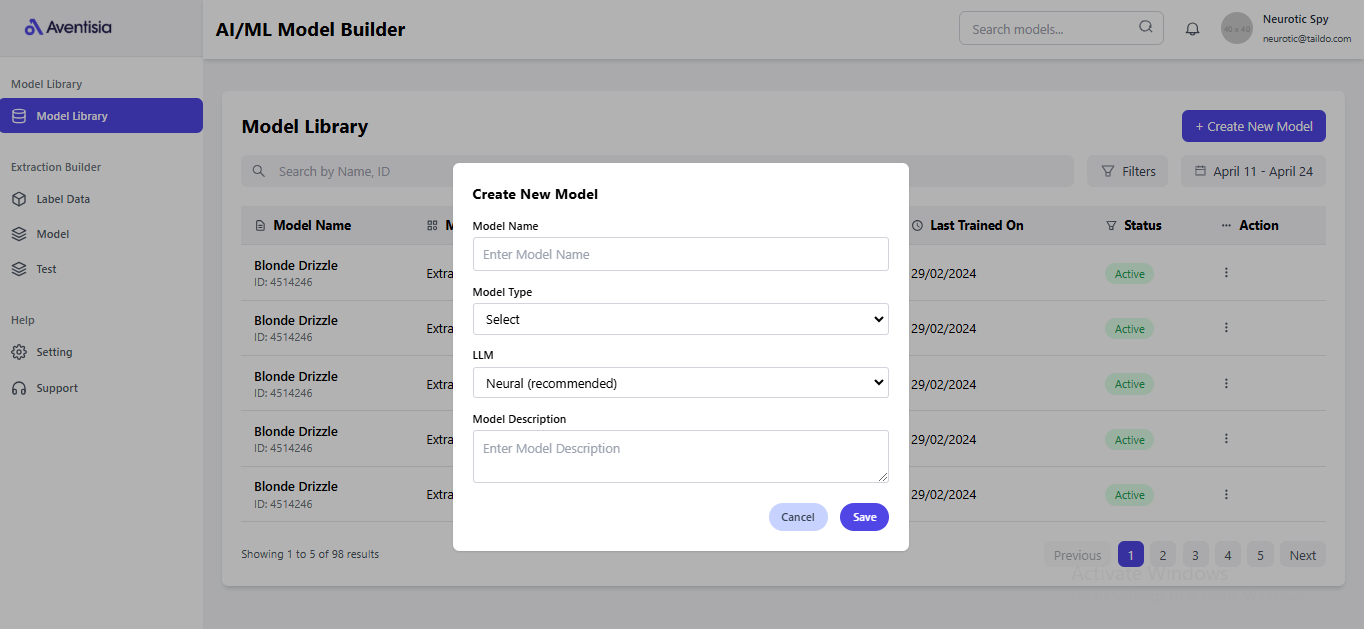 Aventisia
AI/ML Model Builder
Search models...
40 x 40
Neurotic Spy
neurotic@taildo.com
Model Library
Model Library
Extraction Builder
Label Data
Model
Test
Help
Setting
Support
Model Library
+ Create New Model
Search by Name, ID
Filters
April 11 - April 24
Model Name
M
Last Trained On
Status
Action
Blonde Drizzle
ID: 4514246
Extra
29/02/2024
Active
Blonde Drizzle
ID: 4514246
Extra
29/02/2024
Active
Blonde Drizzle
ID: 4514246
Extra
29/02/2024
Active
Blonde Drizzle
ID: 4514246
Extra
29/02/2024
Active
Blonde Drizzle
ID: 4514246
Extra
29/02/2024
Active
Showing 1 to 5 of 98 results
Previous
1
2
3
4
5
Next
Activate Windows
Create New Model
Model Name
Enter Model Name
Model Type
Select
LLM
Neural (recommended)
Model Description
Enter Model Description
Cancel
Save